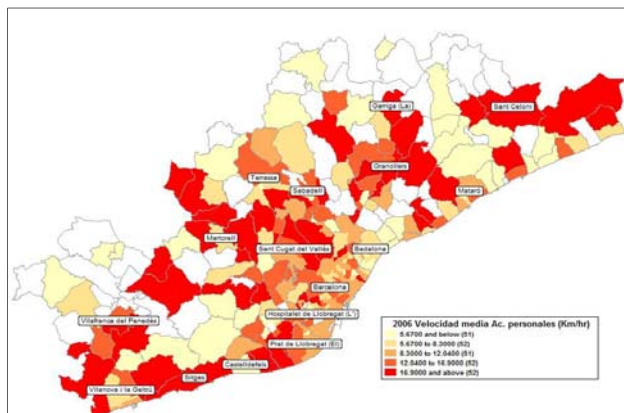 Garriga (La)
Sant Celoni
Granollers
Terrassa
Sabadell
Mataró
Martorell
Sant Cugat del Vallés
Badalona
Barcelona
Vilafranca del Penedés
Hospitalet de Llobregat (L')
Prat de Llobregat (El)
Castelldefels
Sitges
Vilanova i la Geltrú
2006 Velocidad media Ac. personales (Km/hr)
5.6700 and below (51)
5.6700 to 8.3000 (52)
8.3000 to 12.0400 (51)
12.0400 to 16.9000 (52)
16.9000 and above (52)